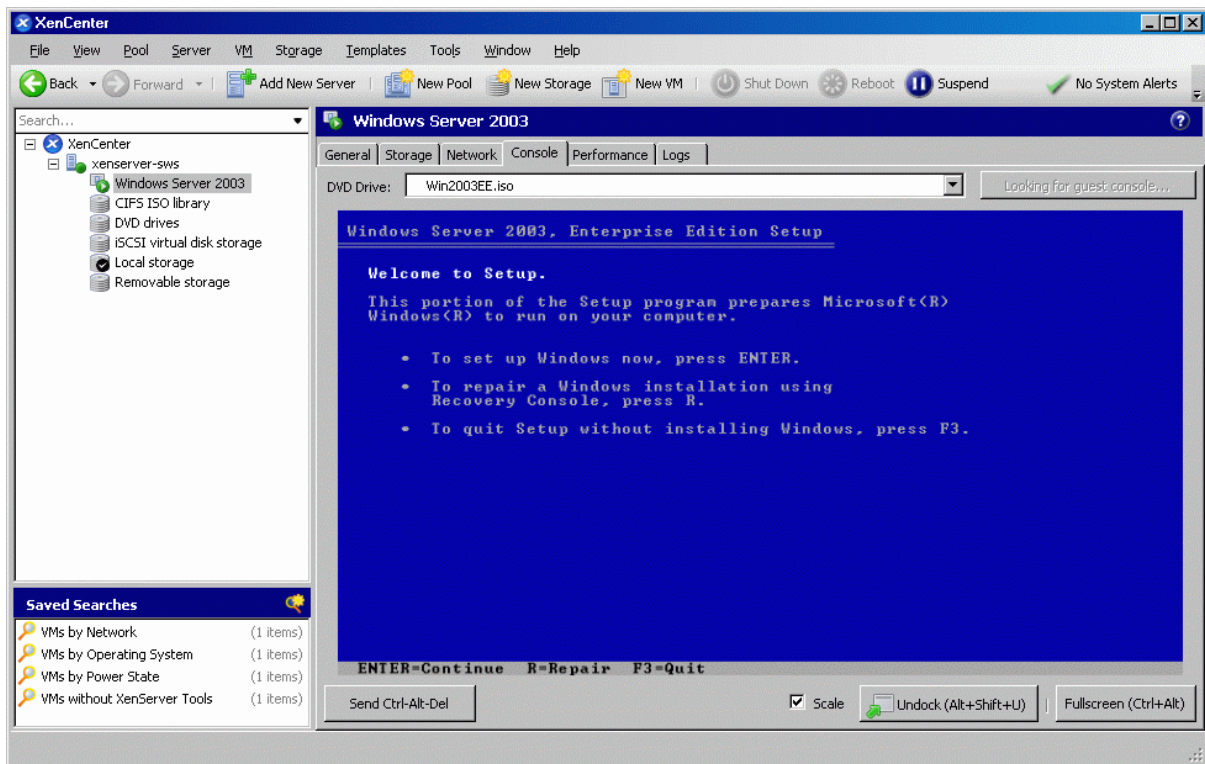 XenCenter
File View Pool Server VM Storage Templates Tools Window Help
Back Forward Add New Server New Pool New Storage New VM Shut Down Reboot Suspend No System Alerts
Search...
XenCenter
xenserver-sws
Windows Server 2003
CIFS ISO library
DVD drives
iSCSI virtual disk storage
Local storage
Removable storage
Saved Searches
VMs by Network (1 items)
VMs by Operating System (1 items)
VMs by Power State (1 items)
VMs without XenServer Tools (1 items)
Windows Server 2003
General Storage Network Console Performance Logs
DVD Drive: Win2003EE.iso Looking for guest console...
Windows Server 2003, Enterprise Edition Setup
Welcome to Setup.
This portion of the Setup program prepares Microsoft(R)
Windows(R) to run on your computer.
• To set up Windows now, press ENTER.
• To repair a Windows installation using
Recovery Console, press R.
• To quit Setup without installing Windows, press F3.
ENTER=Continue R=Repair F3=Quit
Send Ctrl-Alt-Del Scale Undock (Alt+Shift+U) Fullscreen (Ctrl+Alt)